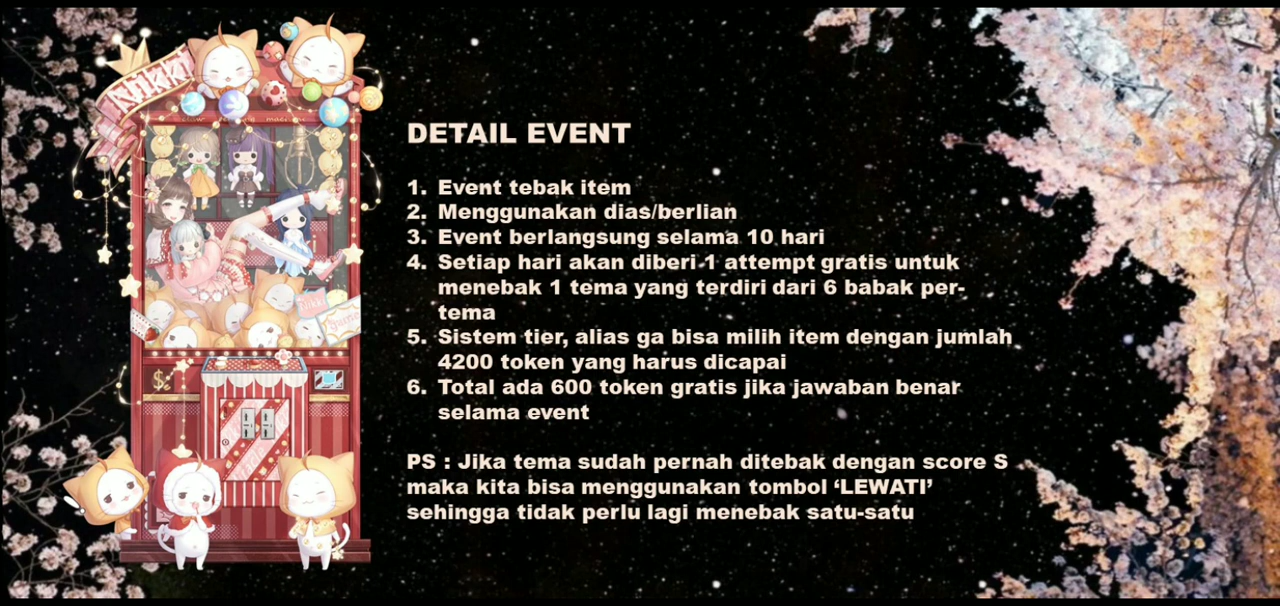 Nikki
DETAIL EVENT
1. Event tebak item
2. Menggunakan dias/berlian
3. Event berlangsung selama 10 hari
4. Setiap hari akan diberi 1 attempt gratis untuk
menebak 1 tema yang terdiri dari 6 babak per-
tema
5. Sistem tier, alias ga bisa milih item dengan jumlah
4200 token yang harus dicapai
6. Total ada 600 token gratis jika jawaban benar
selama event
PS : Jika tema sudah pernah ditebak dengan score S
maka kita bisa menggunakan tombol ‘LEWATI’
sehingga tidak perlu lagi menebak satu-satu